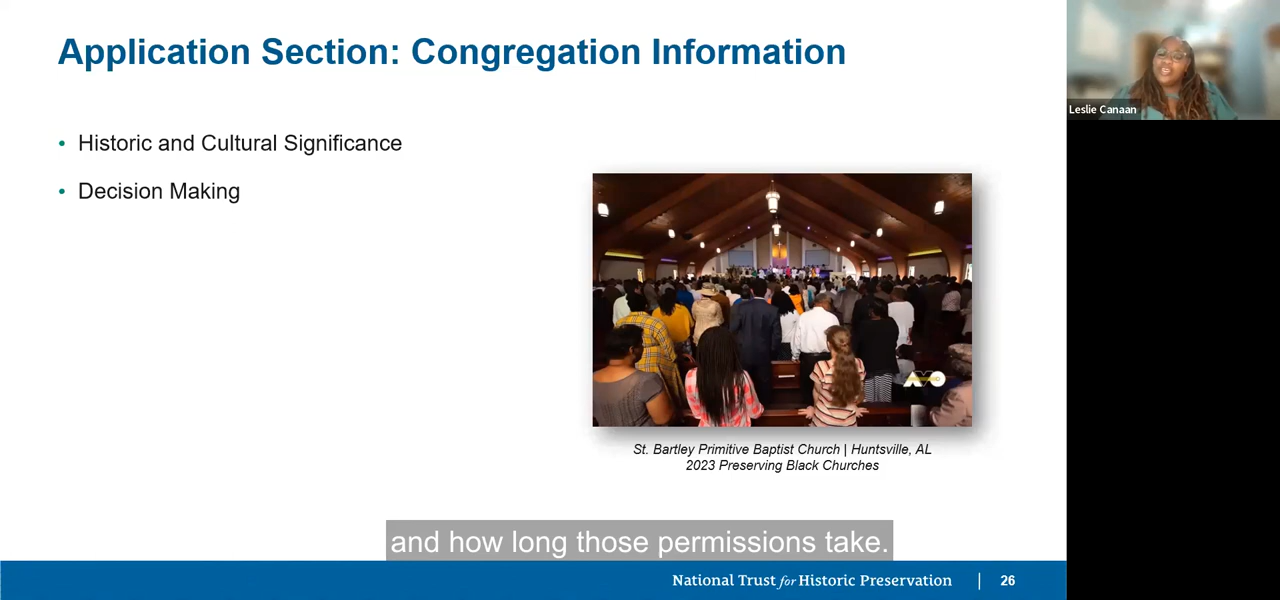 Application Section: Congregation Information
Leslie Canaan
• Historic and Cultural Significance
• Decision Making
St. Bartley Primitive Baptist Church | Huntsville, AL
2023 Preserving Black Churches
and how long those permissions take.
National Trust for Historic Preservation | 26